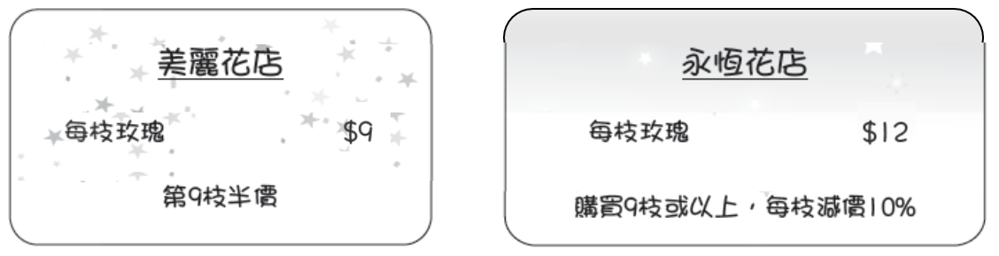 美麗花店
每枝玫瑰 $9
第9枝半價
永恆花店
每枝玫瑰 $12
購買9枝或以上，每枝減價10%